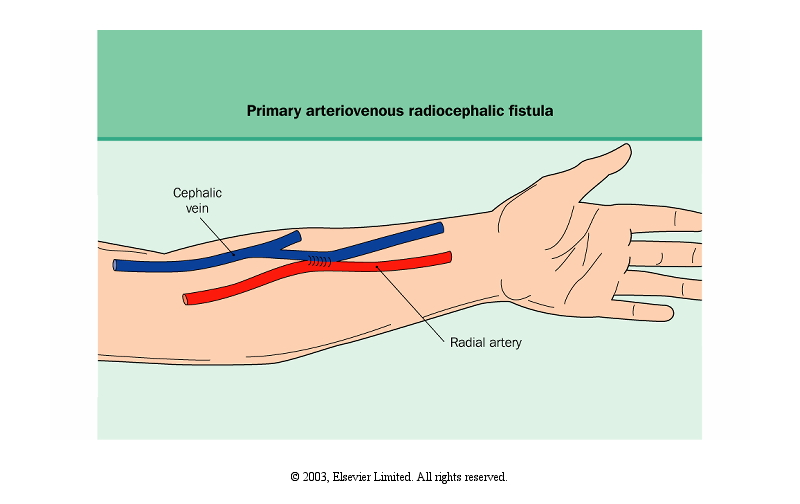 Primary arteriovenous radiocephalic fistula
Cephalic
vein
Radial artery
© 2003, Elsevier Limited. All rights reserved.